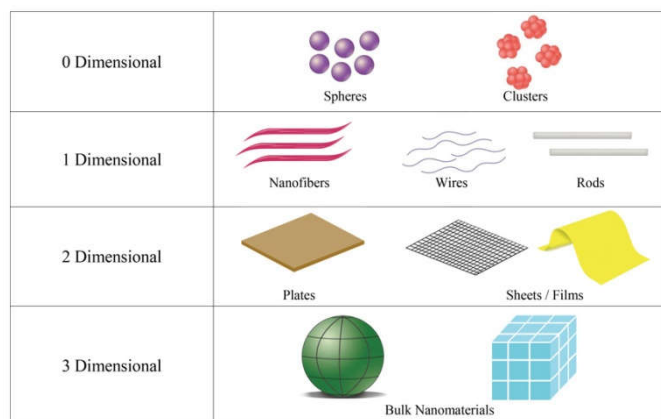 0 Dimensional
Spheres
Clusters
1 Dimensional
Nanofibers
Wires
Rods
2 Dimensional
Plates
Sheets / Films
3 Dimensional
Bulk Nanomaterials